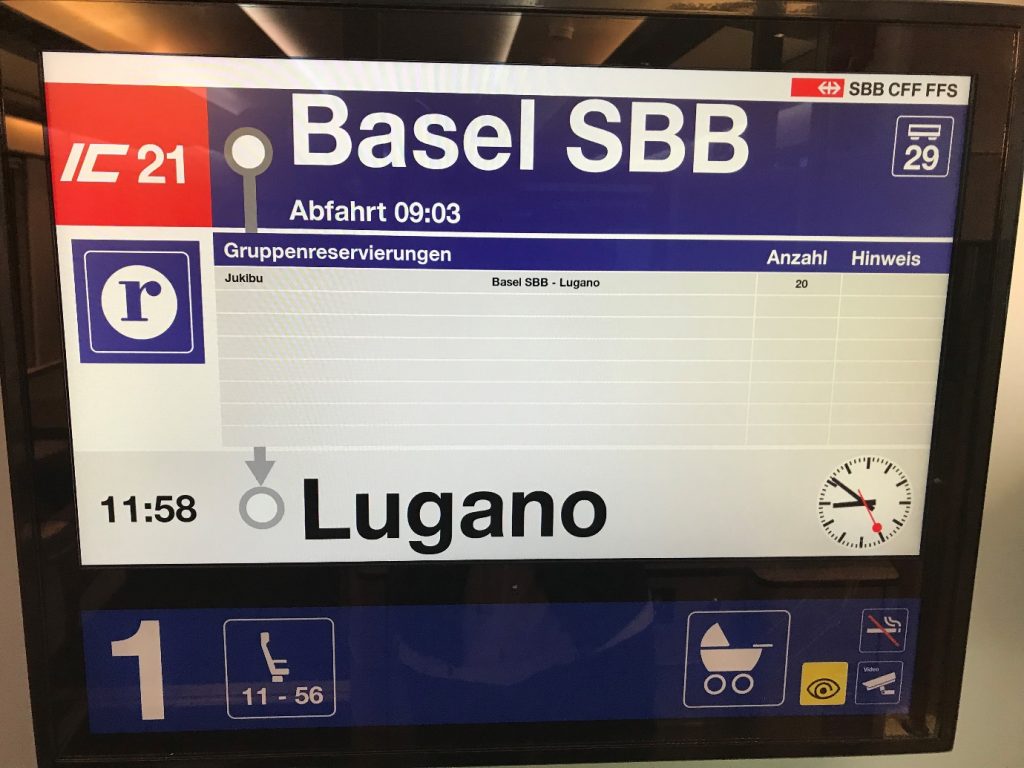 SBB CFF FFS
IC 21
Basel SBB
29
Abfahrt 09:03
Gruppenreservierungen Anzahl Hinweis
Jukibu Basel SBB - Lugano 20
r
11:58 Lugano
1
11 - 56
Video